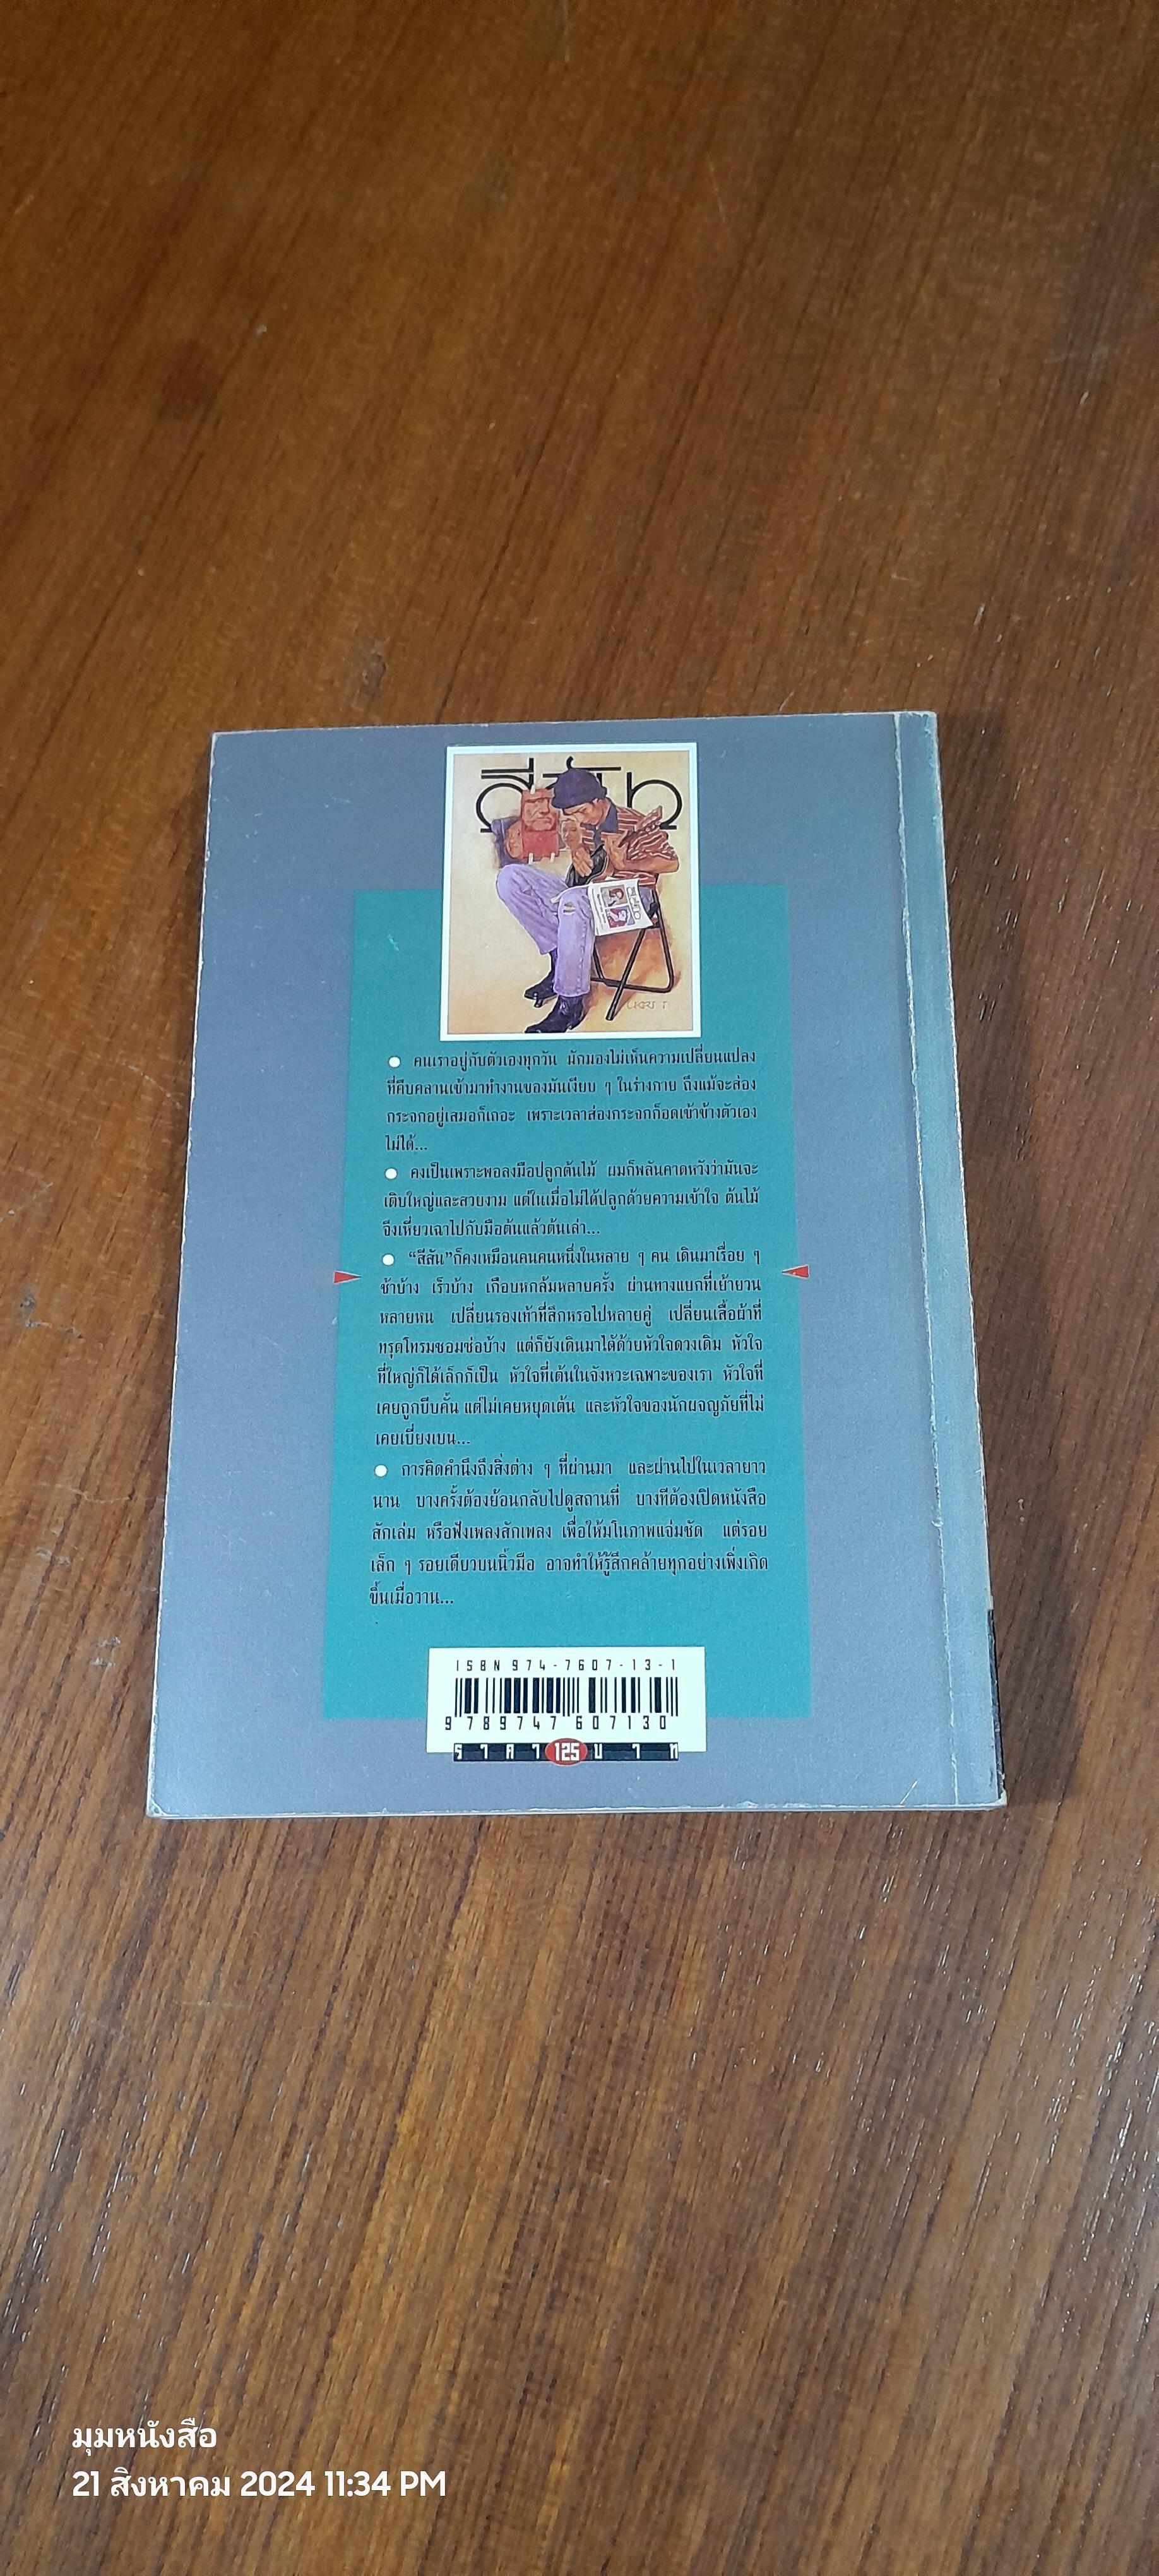 สีสัน
● คนเราอยู่กับตัวเองทุกวัน มักมองไม่เห็นความเปลี่ยนแปลง
ที่คืบคลานเข้ามาทำงานของมันเงียบ ๆ ในร่างกาย ถึงแม้จะส่อง
กระจกอยู่เสมอก็เถอะ เพราะเวลาส่องกระจกก็อดเข้าข้างตัวเอง
ไม่ได้...
● คงเป็นเพราะพอลงมือปลูกต้นไม้ ผมก็พลันคาดหวังว่ามันจะ
เติบใหญ่และสวยงาม แต่ในเมื่อไม่ได้ปลูกด้วยความเข้าใจ ต้นไม้
จึงเหี่ยวเฉาไปกับมือต้นแล้วต้นเล่า...
● “สีสัน”ก็คงเหมือนคนคนหนึ่งในหลาย ๆ คน เดินมาเรื่อย ๆ
ช้าบ้าง เร็วบ้าง เกือบหกล้มหลายครั้ง ผ่านทางแยกที่เย้ายวน
หลายหน เปลี่ยนรองเท้าที่สึกหรอไปหลายคู่ เปลี่ยนเสื้อผ้าที่
ทรุดโทรมซอมซ่อบ้าง แต่ก็ยังเดินมาได้ด้วยหัวใจดวงเดิม หัวใจ
ที่ใหญ่ก็ได้เล็กก็เป็น หัวใจที่เต้นในจังหวะเฉพาะของเรา หัวใจที่
เคยถูกบีบคั้น แต่ไม่เคยหยุดเต้น และหัวใจของนักผจญภัยที่ไม่
เคยเบี่ยงเบน...
● การคิดคำนึงถึงสิ่งต่าง ๆ ที่ผ่านมา และผ่านไปในเวลายาว
นาน บางครั้งต้องย้อนกลับไปดูสถานที่ บางทีต้องเปิดหนังสือ
สักเล่ม หรือฟังเพลงสักเพลง เพื่อให้มโนภาพแจ่มชัด แต่รอย
เล็ก ๆ รอยเดียวบนนิ้วมือ อาจทำให้รู้สึกคล้ายทุกอย่างเพิ่งเกิด
ขึ้นเมื่อวาน...
ISBN 974-7607-13-1
9 789747 607130
ราคา 125 บาท
มุมหนังสือ
21 สิงหาคม 2024 11:34 PM